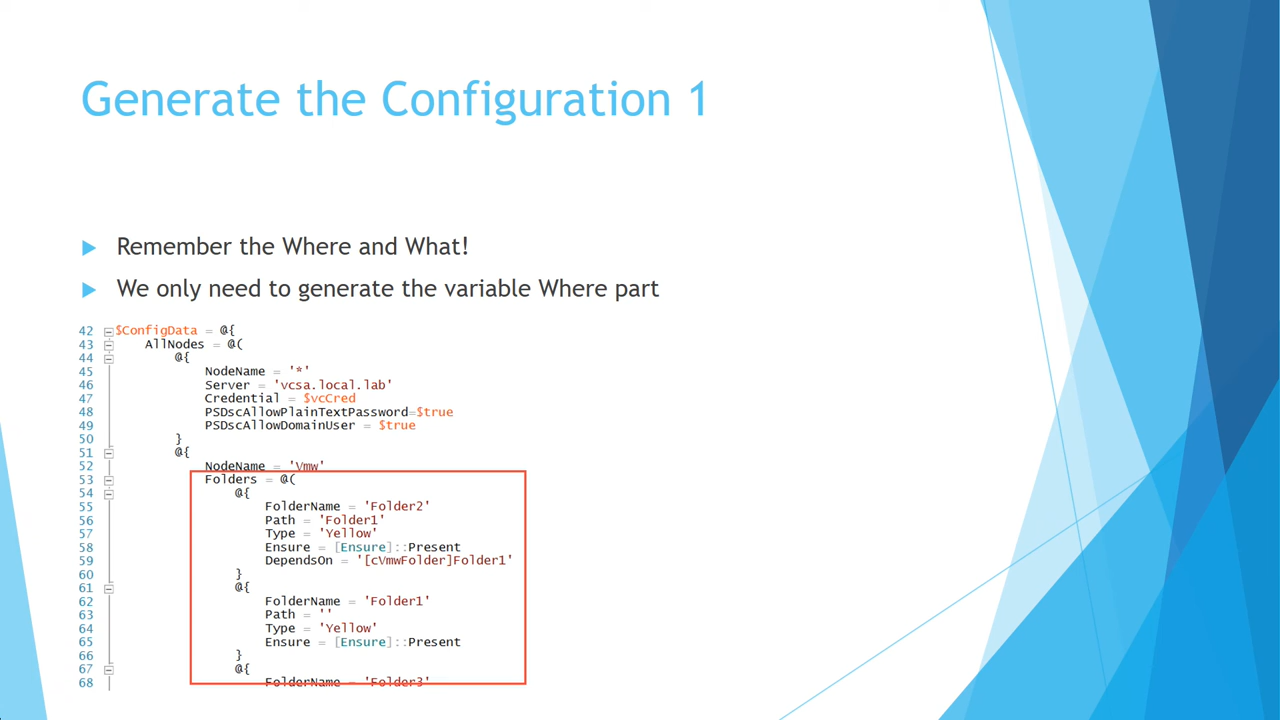 Generate the Configuration 1
Remember the Where and What!
We only need to generate the variable Where part
42 $ConfigData = @{
43 AllNodes = @(
44 @{
45 NodeName = '*'
46 Server = 'vcsa.local.lab'
47 Credential = $vcCred
48 PSDscAllowPlainTextPassword=$true
49 PSDscAllowDomainUser = $true
50 }
51 @{
52 NodeName = 'Vmw'
53 Folders = @(
54 @{
55 FolderName = 'Folder2'
56 Path = 'Folder1'
57 Type = 'Yellow'
58 Ensure = [Ensure]::Present
59 DependsOn = '[cVmwFolder]Folder1'
60 }
61 @{
62 FolderName = 'Folder1'
63 Path = ''
64 Type = 'Yellow'
65 Ensure = [Ensure]::Present
66 }
67 @{
68 FolderName = 'Folder3'